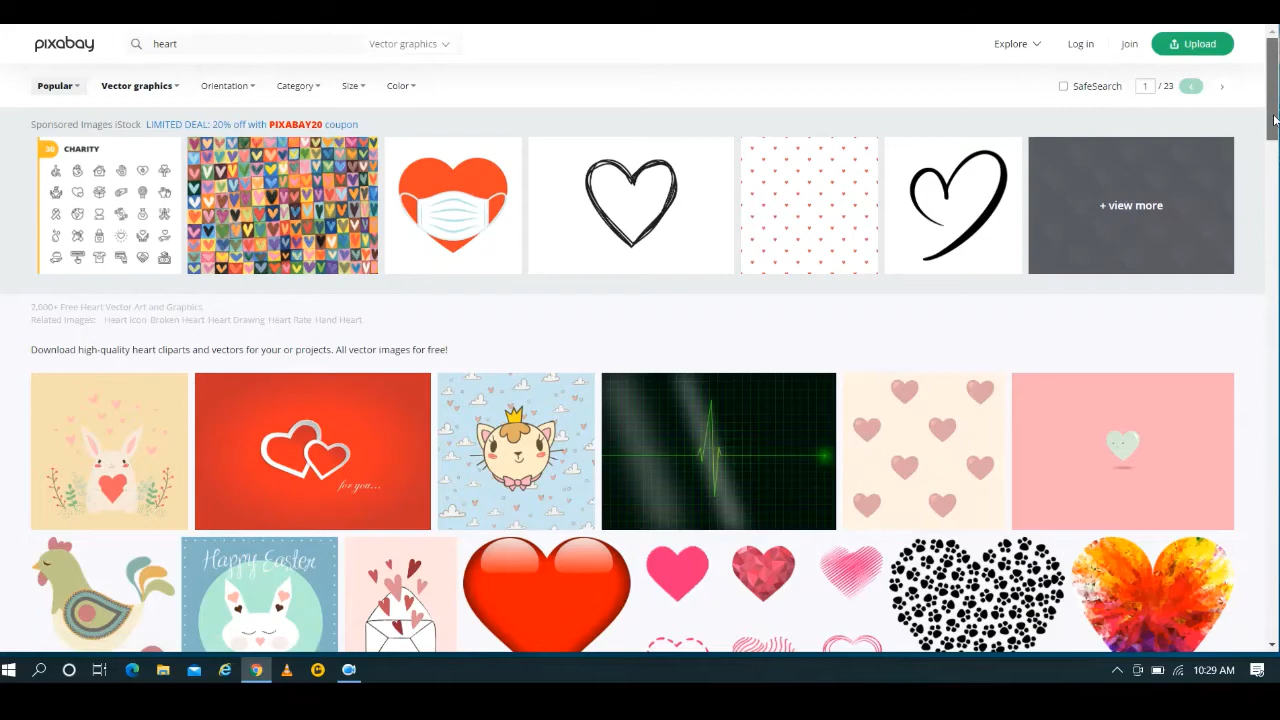 pixabay heart Vector graphics Explore Log in Join Upload
Popular Vector graphics Orientation Category Size Color SafeSearch 1 / 23
Sponsored Images iStock LIMITED DEAL: 20% off with PIXABAY20 coupon
30 CHARITY
+ view more
2,000+ Free Heart Vector Art and Graphics.
Related Images: Heart Icon Broken Heart Heart Drawng Heart Rate Hand Heart
Download high-quality heart cliparts and vectors for your or projects. All vector images for free!
for you...
Happy Easter
10:29 AM